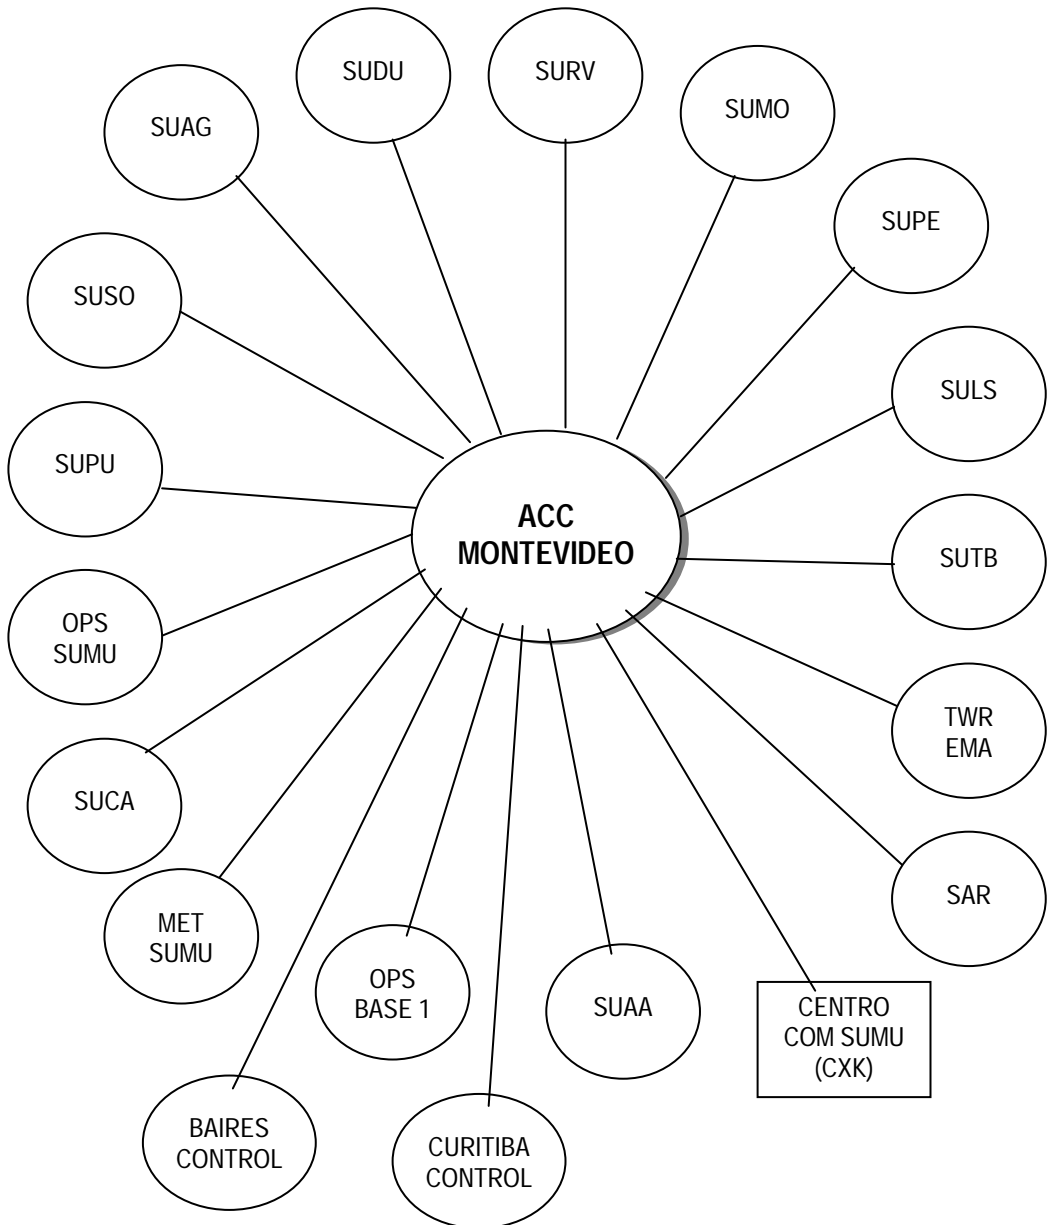 SUDU
SURV
SUMO
SUAG
SUPE
SUSO
SULS
SUPU
ACC
MONTEVIDEO
SUTB
OPS
SUMU
TWR
EMA
SUCA
SAR
MET
SUMU
OPS
BASE 1
SUAA
CENTRO
COM SUMU
(CXK)
BAIRES
CONTROL
CURITIBA
CONTROL